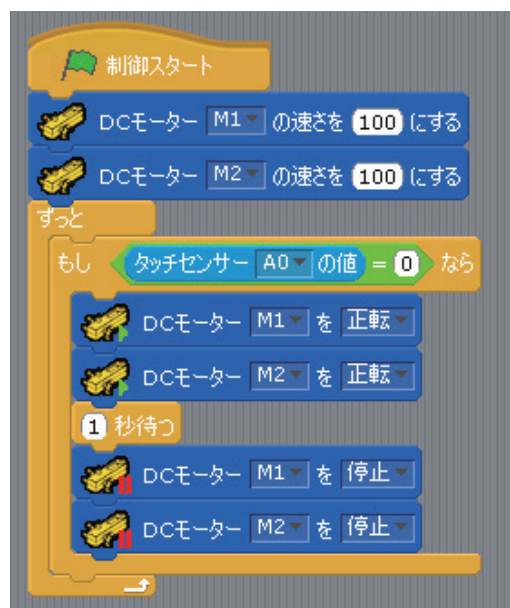 制御スタート
DCモーター M1 の速さを 100 にする
DCモーター M2 の速さを 100 にする
ずっと
もし タッチセンサー A0 の値 = 0 なら
DCモーター M1 を 正転
DCモーター M2 を 正転
1 秒待つ
DCモーター M1 を 停止
DCモーター M2 を 停止